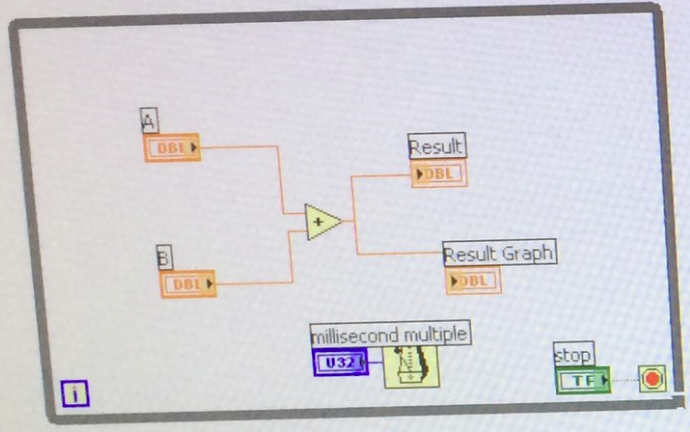 A
DBL
Result
DBL
+
B
DBL
Result Graph
DBL
millisecond multiple
U32
stop
TF
i